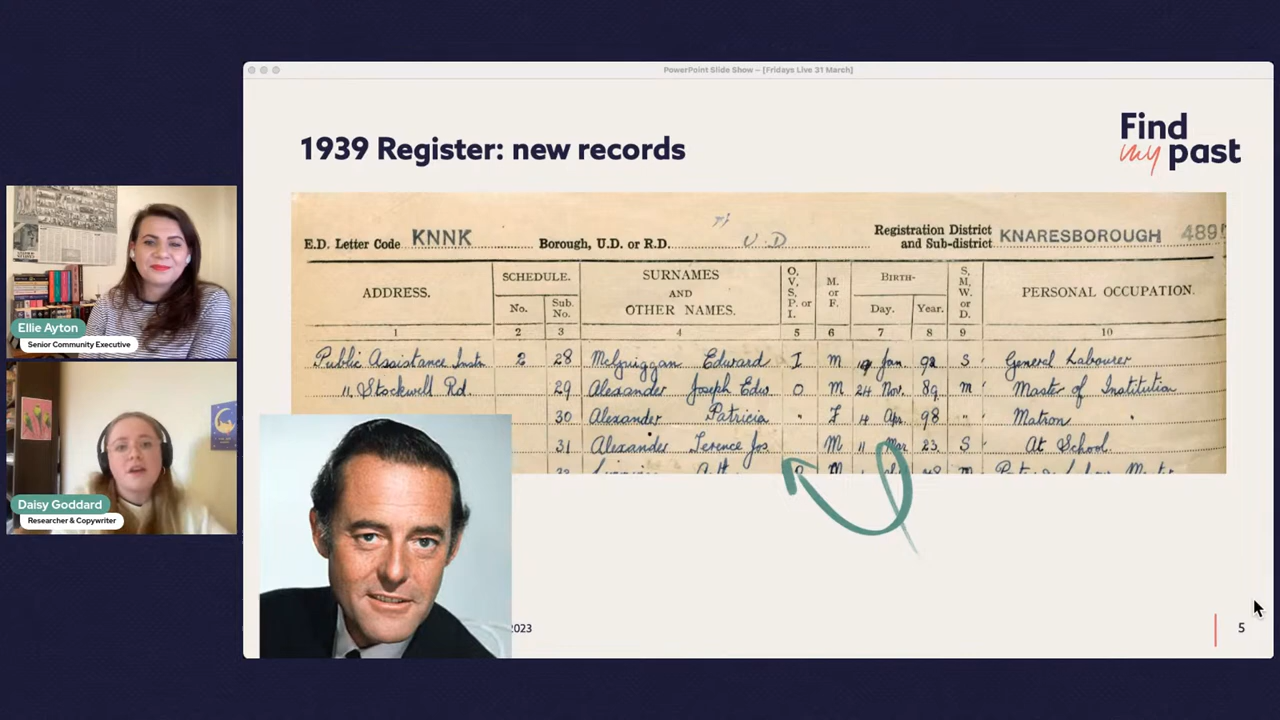 PowerPoint Slide Show – [Fridays Live 31 March]
1939 Register: new records
Find
my past
E.D. Letter Code KNNK Borough, U.D. or R.D. U.D Registration District and Sub-district KNARESBOROUGH 489
ADDRESS. SCHEDULE. No. Sub. No. SURNAMES AND OTHER NAMES. O, V, S, P, or I. M. or F. BIRTH- Day. Year. S, M, W, or D. PERSONAL OCCUPATION.
1 2 3 4 5 6 7 8 9 10
Public Assistance Instn 2 28 McGuiggan Edward I M 19 Jan 92 S General Labourer
11, Stockwell Rd. 29 Alexander Joseph Edw. O M 24 Nov. 89 M Master of Institution
30 Alexander Patricia " F 4 Apr. 98 " Matron "
31 Alexander Terence Jos M 11 Mar 23 S At School.
Ellie Ayton
Senior Community Executive
Daisy Goddard
Researcher & Copywriter
2023
5